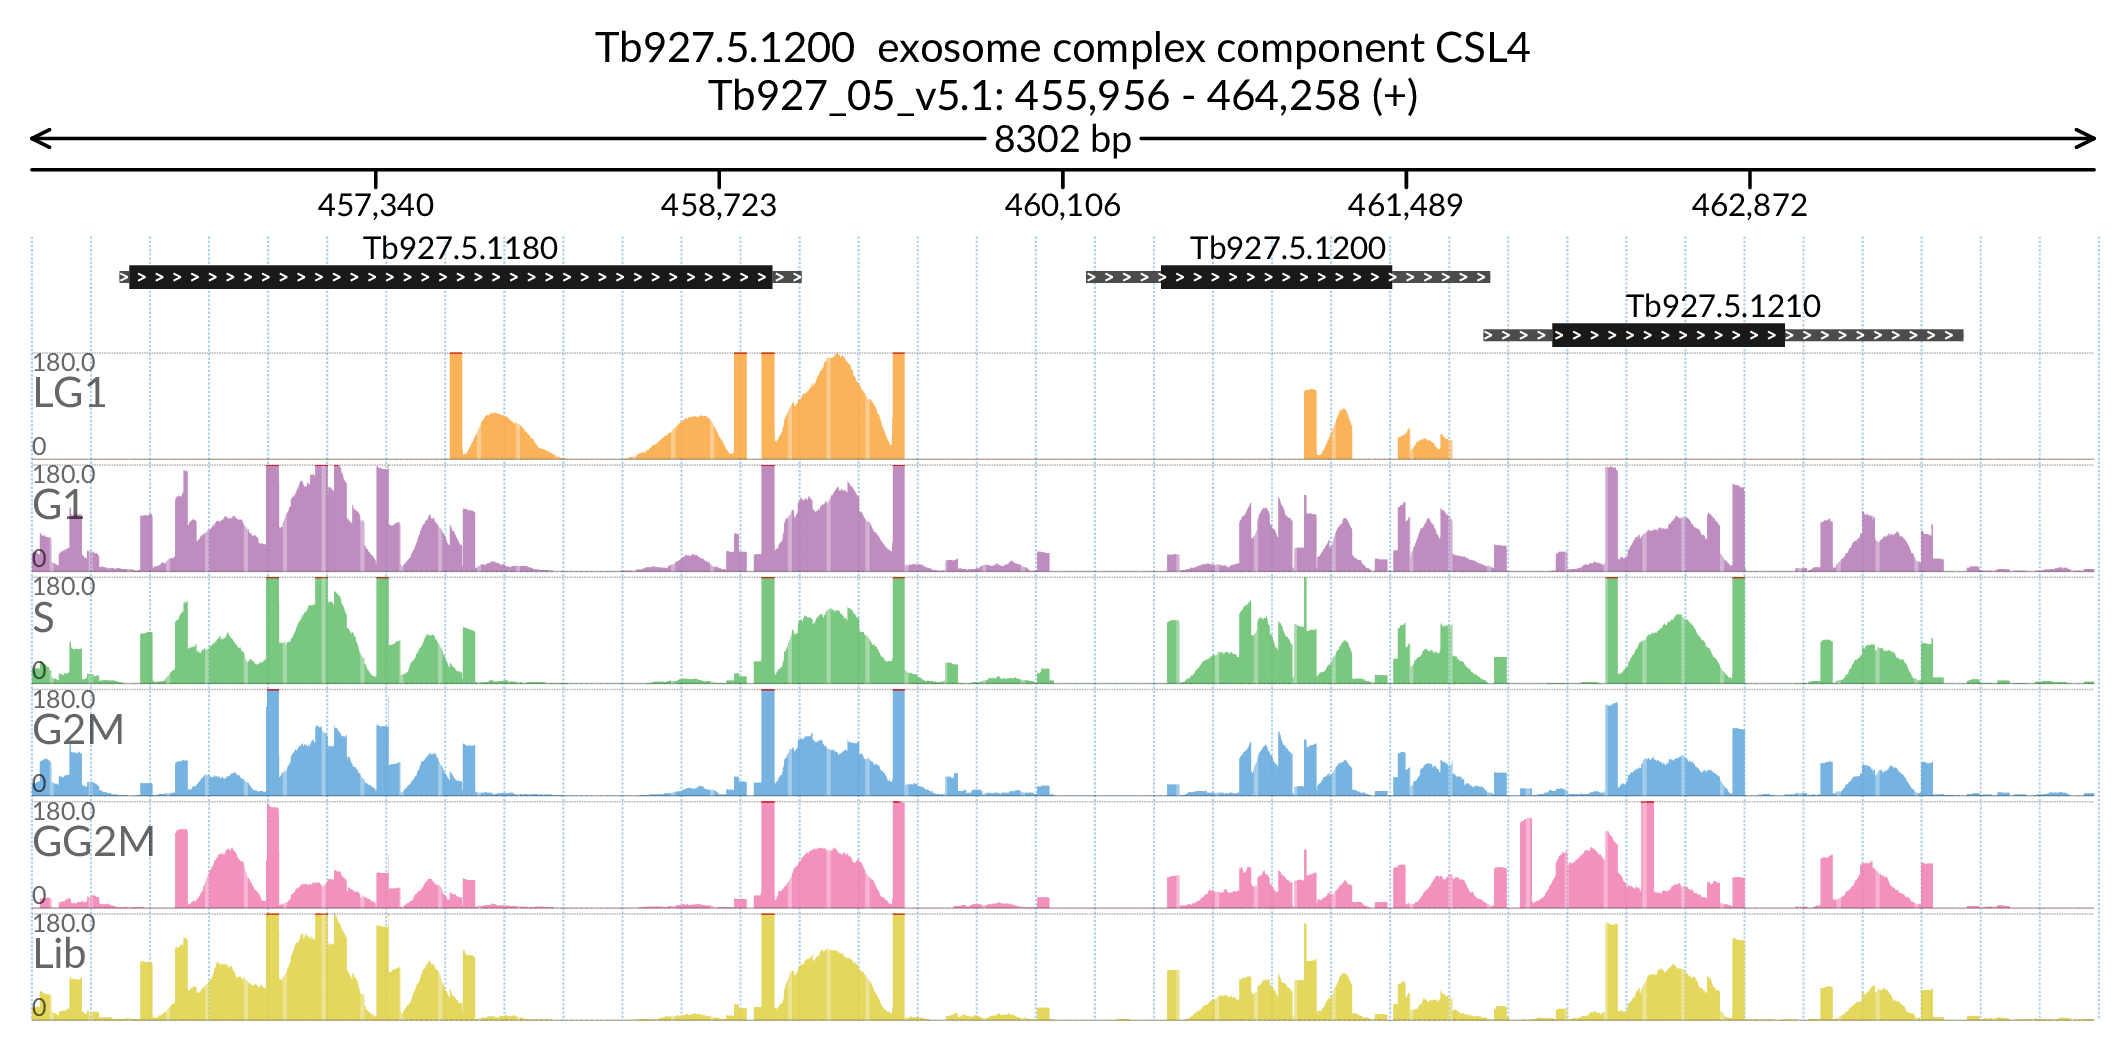 Tb927.5.1200  exosome complex component CSL4
Tb927_05_v5.1: 455,956 - 464,258 (+)
8302 bp
457,340 458,723 460,106 461,489 462,872
Tb927.5.1180 Tb927.5.1200
Tb927.5.1210
180.0
LG1
0
180.0
G1
0
180.0
S
0
180.0
G2M
0
180.0
GG2M
0
180.0
Lib
0